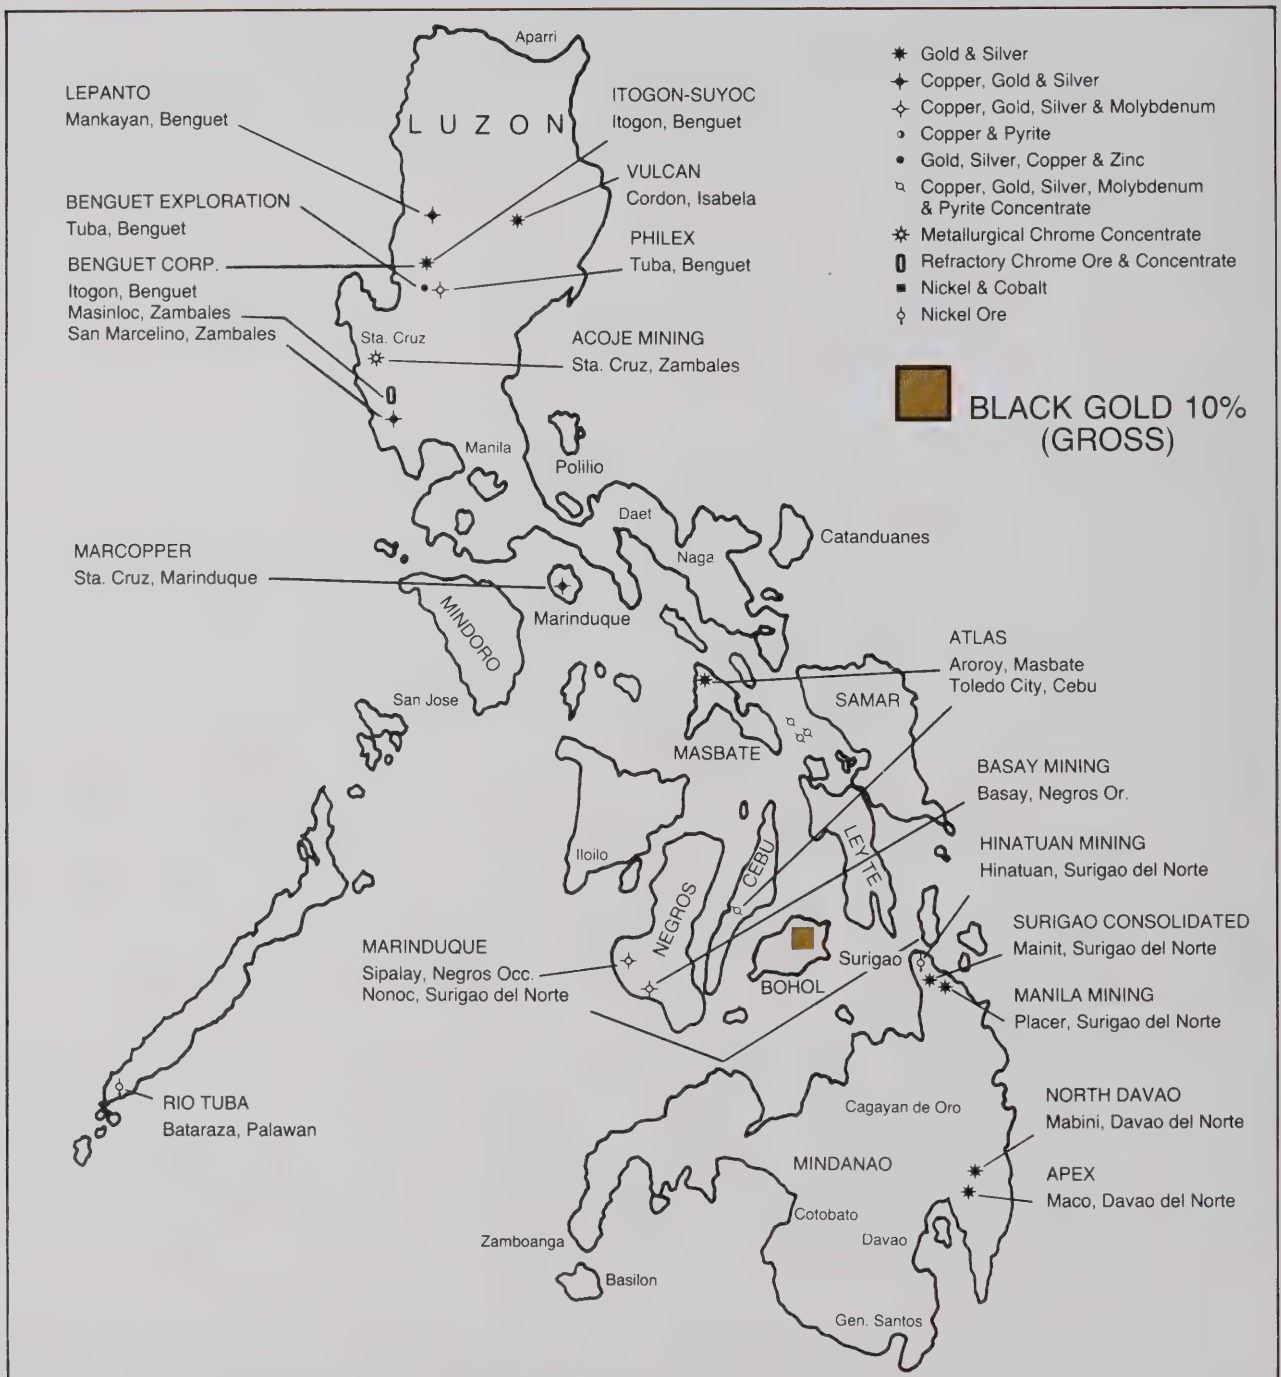 Aparri
LUZON
LEPANTO
Mankayan, Benguet
ITOGON-SUYOC
Itogon, Benguet
VULCAN
Cordon, Isabela
BENGUET EXPLORATION
Tuba, Benguet
PHILEX
Tuba, Benguet
BENGUET CORP.
Itogon, Benguet
Masinloc, Zambales
San Marcelino, Zambales
Sta. Cruz
ACOJE MINING
Sta. Cruz, Zambales
Gold & Silver
Copper, Gold & Silver
Copper, Gold, Silver & Molybdenum
Copper & Pyrite
Gold, Silver, Copper & Zinc
Copper, Gold, Silver, Molybdenum
& Pyrite Concentrate
Metallurgical Chrome Concentrate
Refractory Chrome Ore & Concentrate
Nickel & Cobalt
Nickel Ore
BLACK GOLD 10%
(GROSS)
Manila
Polilio
Daet
Naga
Catanduanes
MARCOPPER
Sta. Cruz, Marinduque
Marinduque
MINDORO
San Jose
ATLAS
Aroroy, Masbate
Toledo City, Cebu
SAMAR
MASBATE
BASAY MINING
Basay, Negros Or.
HINATUAN MINING
Hinatuan, Surigao del Norte
Iloilo
CEBU
LEYTE
NEGROS
SURIGAO CONSOLIDATED
Mainit, Surigao del Norte
MARINDUQUE
Sipalay, Negros Occ.
Nonoc, Surigao del Norte
BOHOL
Surigao
MANILA MINING
Placer, Surigao del Norte
RIO TUBA
Bataraza, Palawan
Cagayan de Oro
NORTH DAVAO
Mabini, Davao del Norte
MINDANAO
APEX
Maco, Davao del Norte
Cotobato
Davao
Zamboanga
Basilon
Gen. Santos